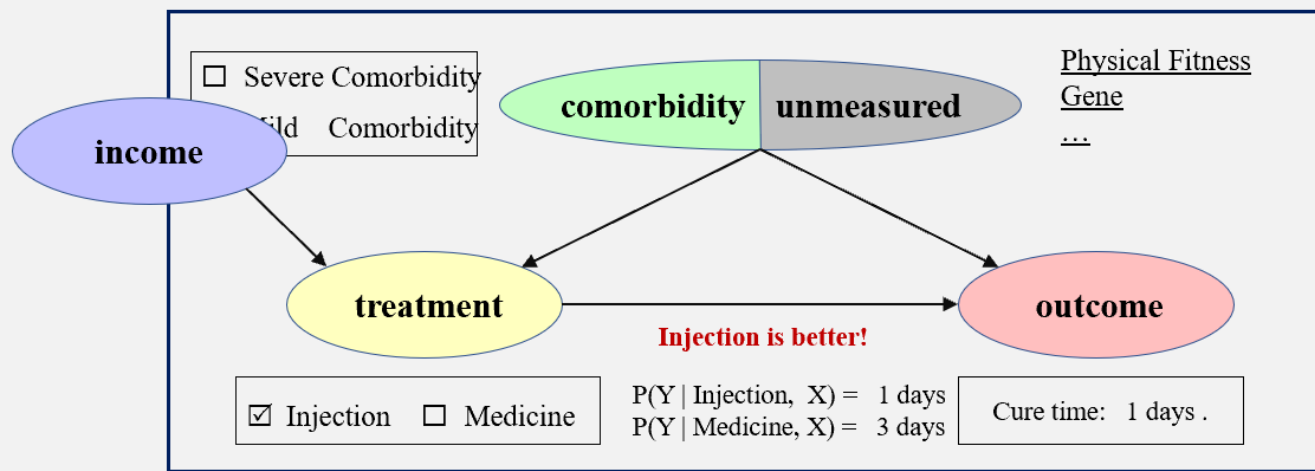 ☐ Severe Comorbidity
Comorbidity
income
comorbidity unmeasured
Physical Fitness
Gene
…
treatment
outcome
Injection is better!
☑ Injection ☐ Medicine
P(Y | Injection, X) = 1 days
P(Y | Medicine, X) = 3 days
Cure time: 1 days .